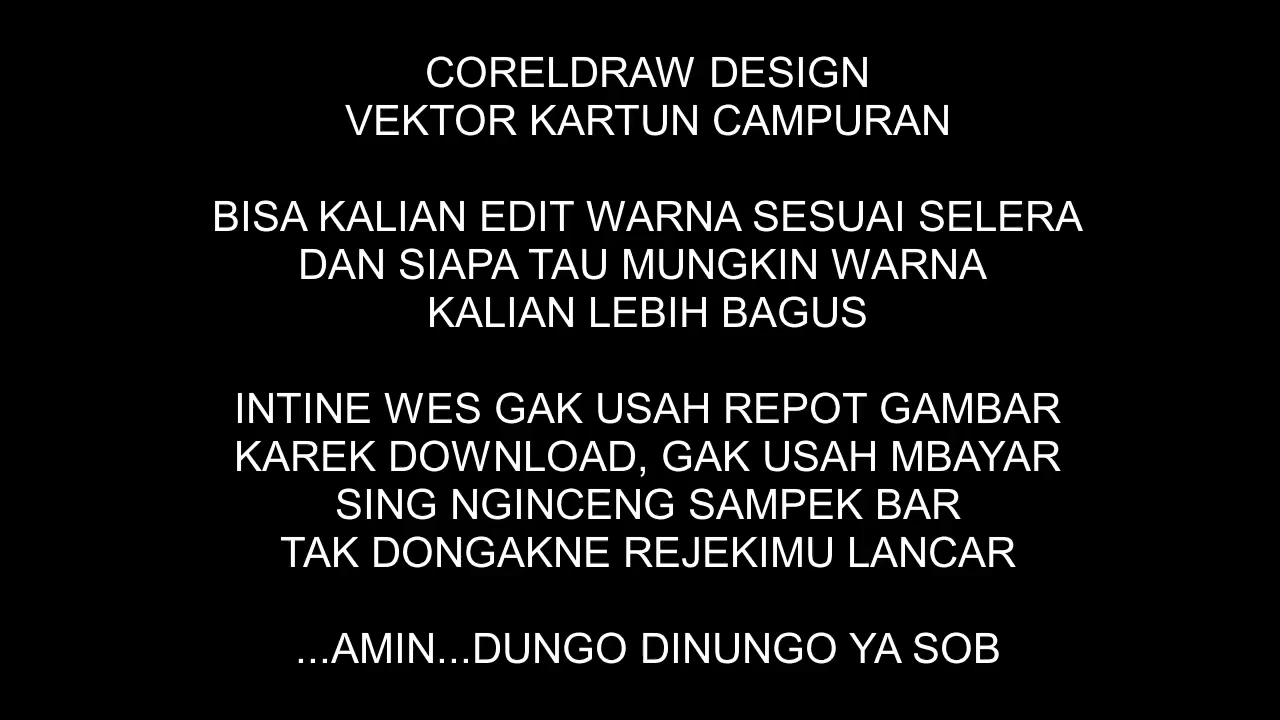 CORELDRAW DESIGN
VEKTOR KARTUN CAMPURAN
BISA KALIAN EDIT WARNA SESUAI SELERA
DAN SIAPA TAU MUNGKIN WARNA
KALIAN LEBIH BAGUS
INTINE WES GAK USAH REPOT GAMBAR
KAREK DOWNLOAD, GAK USAH MBAYAR
SING NGINCENG SAMPEK BAR
TAK DONGAKNE REJEKIMU LANCAR
...AMIN...DUNGO DINUNGO YA SOB